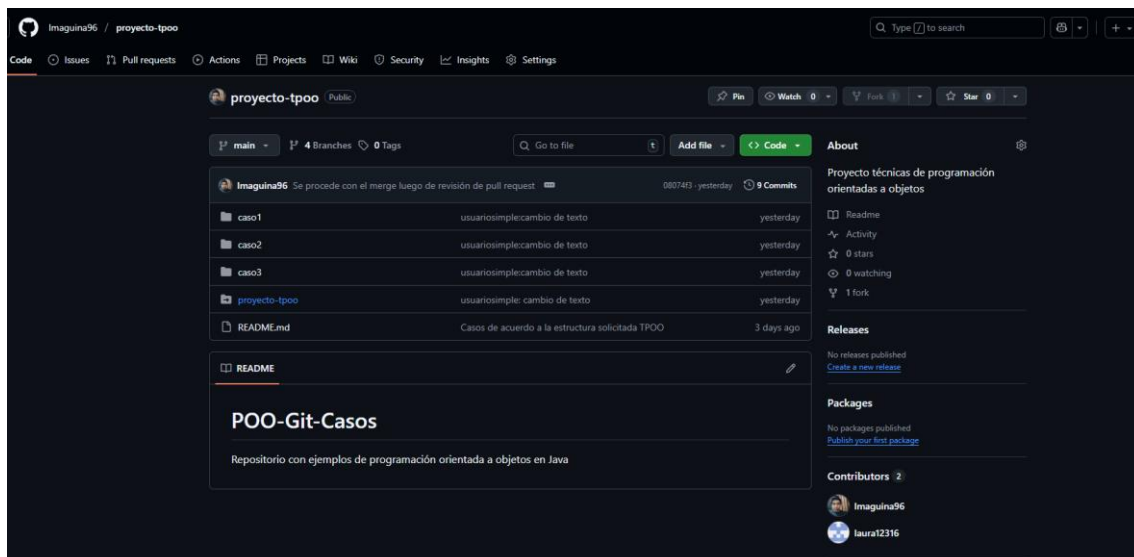 lmaguina96 / proyecto-tpoo
Type / to search
Code Issues Pull requests Actions Projects Wiki Security Insights Settings
proyecto-tpoo Public
Pin Watch 0 Fork 1 Star 0
main 4 Branches 0 Tags Go to file t Add file <> Code
lmaguina96 Se procede con el merge luego de revisión de pull request 08074f3 · yesterday 9 Commits
caso1 usuariosimple:cambio de texto yesterday
caso2 usuariosimple:cambio de texto yesterday
caso3 usuariosimple:cambio de texto yesterday
proyecto-tpoo usuariosimple: cambio de texto yesterday
README.md Casos de acuerdo a la estructura solicitada TPOO 3 days ago
README
POO-Git-Casos
Repositorio con ejemplos de programación orientada a objetos en Java
About
Proyecto técnicas de programación
orientadas a objetos
Readme
Activity
0 stars
0 watching
1 fork
Releases
No releases published
Create a new release
Packages
No packages published
Publish your first package
Contributors 2
lmaguina96
laura12316